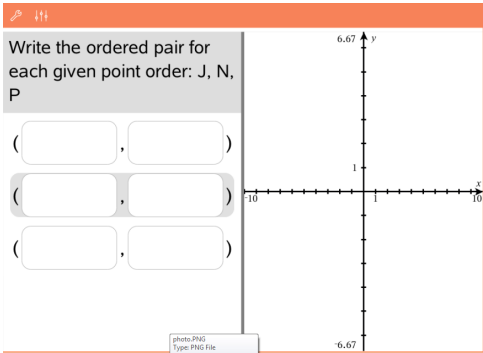 Write the ordered pair for
each given point order: J, N,
P
( , )
( , )
( , )
6.67 y
1
x
-10 1 10
-6.67
photo.PNG
Type: PNG File